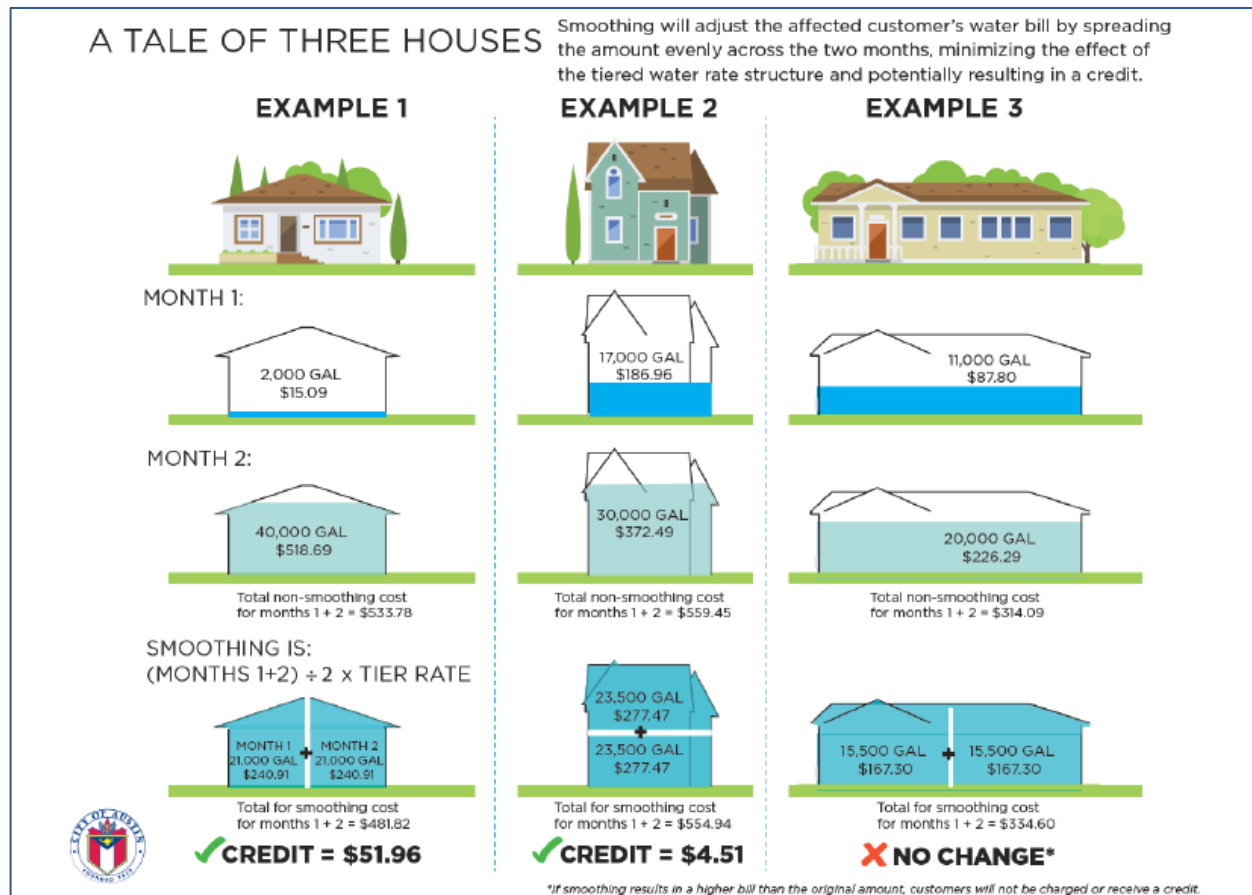 A TALE OF THREE HOUSES
Smoothing will adjust the affected customer's water bill by spreading
the amount evenly across the two months, minimizing the effect of
the tiered water rate structure and potentially resulting in a credit.
EXAMPLE 1
EXAMPLE 2
EXAMPLE 3
MONTH 1:
2,000 GAL
$15.09
17,000 GAL
$186.96
11,000 GAL
$87.80
MONTH 2:
40,000 GAL
$518.69
30,000 GAL
$372.49
20,000 GAL
$226.29
Total non-smoothing cost
for months 1 + 2 = $533.78
Total non-smoothing cost
for months 1 + 2 = $559.45
Total non-smoothing cost
for months 1 + 2 = $314.09
SMOOTHING IS:
(MONTHS 1+2) ÷ 2 x TIER RATE
MONTH 1
21,000 GAL
$240.91
+
MONTH 2
21,000 GAL
$240.91
23,500 GAL
$277.47
+
23,500 GAL
$277.47
15,500 GAL
$167.30
+
15,500 GAL
$167.30
Total for smoothing cost
for months 1 + 2 = $481.82
Total for smoothing cost
for months 1 + 2 = $554.94
Total for smoothing cost
for months 1 + 2 = $334.60
CITY OF AUSTIN
FOUNDED 1839
CREDIT = $51.96
CREDIT = $4.51
NO CHANGE*
*If smoothing results in a higher bill than the original amount, customers will not be charged or receive a credit.